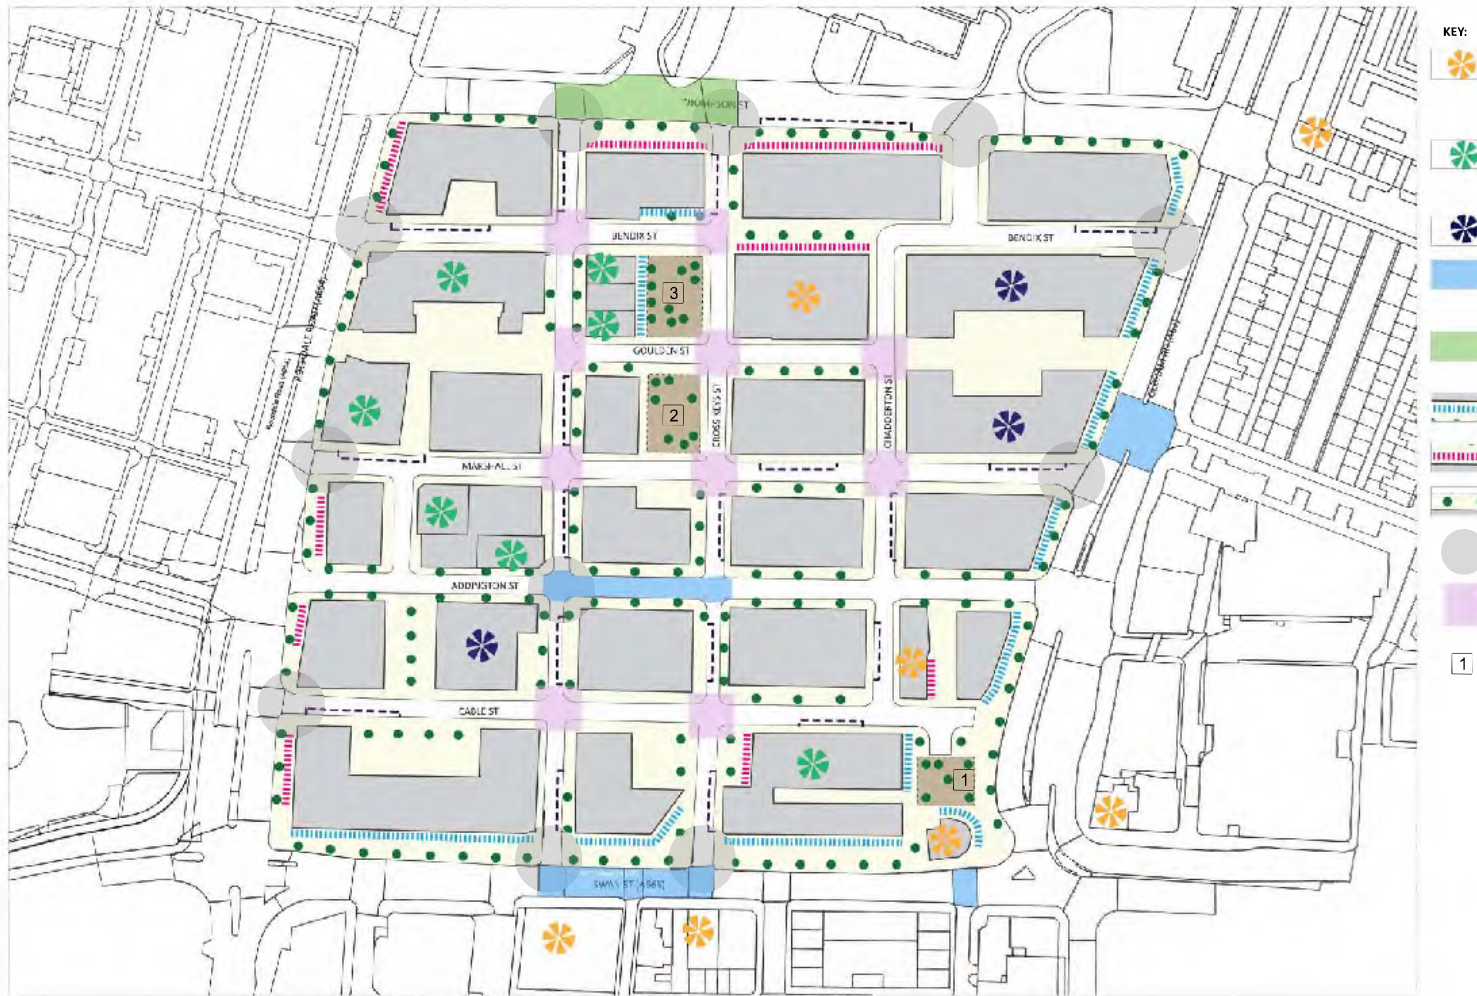 KEY:
THOMPSON ST
BENDIX ST
BENDIX ST
3
GOULDEN ST
2
CROSS KEYS ST
CHADDERTON ST
MARSHALL ST
ADDINGTON ST
1
CABLE ST
1
SWAN ST (A665)